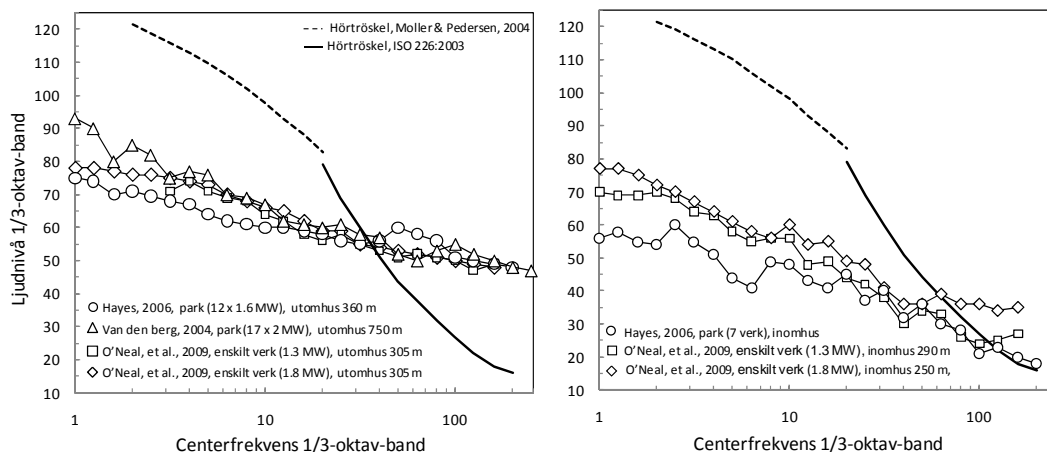 Ljudnivå 1/3-oktav-band
120
110
100
90
80
70
60
50
40
30
20
10
Hörtröskel, Moller & Pedersen, 2004
Hörtröskel, ISO 226:2003
Hayes, 2006, park (12 x 1.6 MW), utomhus 360 m
Van den berg, 2004, park (17 x 2 MW), utomhus 750 m
O'Neal, et al., 2009, enskilt verk (1.3 MW), utomhus 305 m
O'Neal, et al., 2009, enskilt verk (1.8 MW), utomhus 305 m
1 10 100
Centerfrekvens 1/3-oktav-band
120
110
100
90
80
70
60
50
40
30
20
10
Hayes, 2006, park (7 verk), inomhus
O'Neal, et al., 2009, enskilt verk (1.3 MW), inomhus 290 m
O'Neal, et al., 2009, enskilt verk (1.8 MW), inomhus 250 m,
1 10 100
Centerfrekvens 1/3-oktav-band